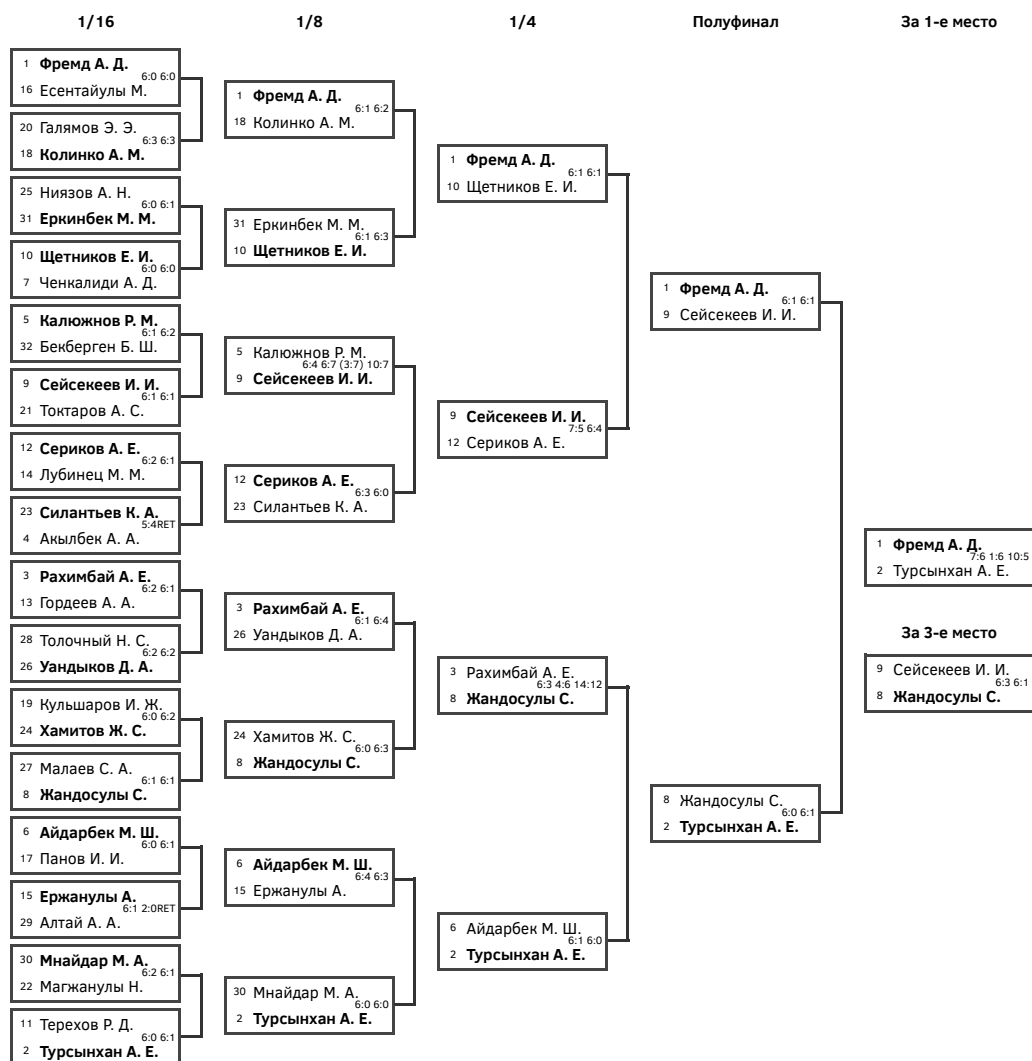 1/16
1/8
1/4
Полуфинал
За 1-е место
1 Фремд А. Д.
6:0 6:0
16 Есентайулы М.
20 Галямов Э. Э.
6:3 6:3
18 Колинко А. М.
25 Ниязов А. Н.
6:0 6:1
31 Еркинбек М. М.
10 Щетников Е. И.
6:0 6:0
7 Ченкалиди А. Д.
5 Калюжнов Р. М.
6:1 6:2
32 Бекберген Б. Ш.
9 Сейсекеев И. И.
6:1 6:1
21 Токтаров А. С.
12 Сериков А. Е.
6:2 6:1
14 Лубинец М. М.
23 Силантьев К. А.
5:4RET
4 Акылбек А. А.
3 Рахимбай А. Е.
6:2 6:1
13 Гордеев А. А.
28 Толочный Н. С.
6:2 6:2
26 Уандыков Д. А.
19 Кульшаров И. Ж.
6:0 6:2
24 Хамитов Ж. С.
27 Малаев С. А.
6:1 6:1
8 Жандосулы С.
6 Айдарбек М. Ш.
6:0 6:1
17 Панов И. И.
15 Ержанулы А.
6:1 2:0RET
29 Алтай А. А.
30 Мнайдар М. А.
6:2 6:1
22 Магжанулы Н.
11 Терехов Р. Д.
6:0 6:1
2 Турсынхан А. Е.
1 Фремд А. Д.
6:1 6:2
18 Колинко А. М.
31 Еркинбек М. М.
6:1 6:3
10 Щетников Е. И.
5 Калюжнов Р. М.
6:4 6:7 (3:7) 10:7
9 Сейсекеев И. И.
12 Сериков А. Е.
6:3 6:0
23 Силантьев К. А.
3 Рахимбай А. Е.
6:1 6:4
26 Уандыков Д. А.
24 Хамитов Ж. С.
6:0 6:3
8 Жандосулы С.
6 Айдарбек М. Ш.
6:4 6:3
15 Ержанулы А.
30 Мнайдар М. А.
6:0 6:0
2 Турсынхан А. Е.
1 Фремд А. Д.
6:1 6:1
10 Щетников Е. И.
9 Сейсекеев И. И.
7:5 6:4
12 Сериков А. Е.
3 Рахимбай А. Е.
6:3 4:6 14:12
8 Жандосулы С.
6 Айдарбек М. Ш.
6:1 6:0
2 Турсынхан А. Е.
1 Фремд А. Д.
6:1 6:1
9 Сейсекеев И. И.
8 Жандосулы С.
6:0 6:1
2 Турсынхан А. Е.
1 Фремд А. Д.
7:6 1:6 10:5
2 Турсынхан А. Е.
За 3-е место
9 Сейсекеев И. И.
6:3 6:1
8 Жандосулы С.